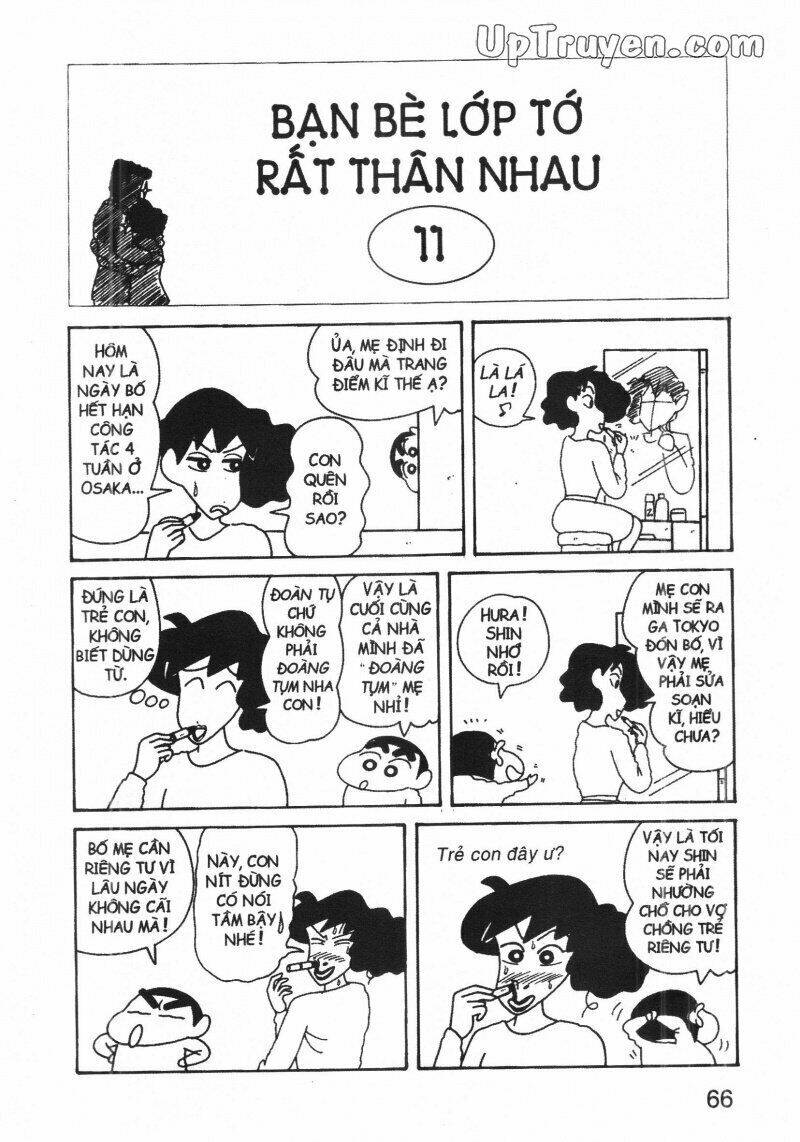 UpTruyen.com
BẠN BÈ LỚP TỚ
RẤT THÂN NHAU
11
LÀ LÁ
LA!
ỦA, MẸ ĐỊNH ĐI
ĐÂU MÀ TRANG
ĐIỂM KĨ THẾ Ạ?
CON
QUÊN
RỒI
SAO?
HÔM
NAY LÀ
NGÀY BỐ
HẾT HẠN
CÔNG
TÁC 4
TUẦN Ở
OSAKA...
MẸ CON
MÌNH SẼ RA
GA TOKYO
ĐÓN BỐ, VÌ
VẬY MẸ
PHẢI SỬA
SOẠN
KĨ, HIỂU
CHƯA?
HURA!
SHIN
NHỚ
RỒI!
VẬY LÀ
CUỐI CÙNG
CẢ NHÀ
MÌNH ĐÃ
"ĐOÀNG
TỤM" MẸ
NHỈ!
ĐOÀN TỤ
CHỨ
KHÔNG
PHẢI
ĐOÀNG
TỤM NHA
CON!
ĐÚNG LÀ
TRẺ CON,
KHÔNG
BIẾT DÙNG
TỪ.
VẬY LÀ TỐI
NAY SHIN
SẼ PHẢI
NHƯỜNG
CHỖ CHO VỢ
CHỒNG TRẺ
RIÊNG TƯ!
Trẻ con đây ư?
NÀY, CON
NÍT ĐỪNG
CÓ NÓI
TẦM BẬY
NHÉ!
BỐ MẸ CẦN
RIÊNG TƯ VÌ
LÂU NGÀY
KHÔNG CÃI
NHAU MÀ!
66